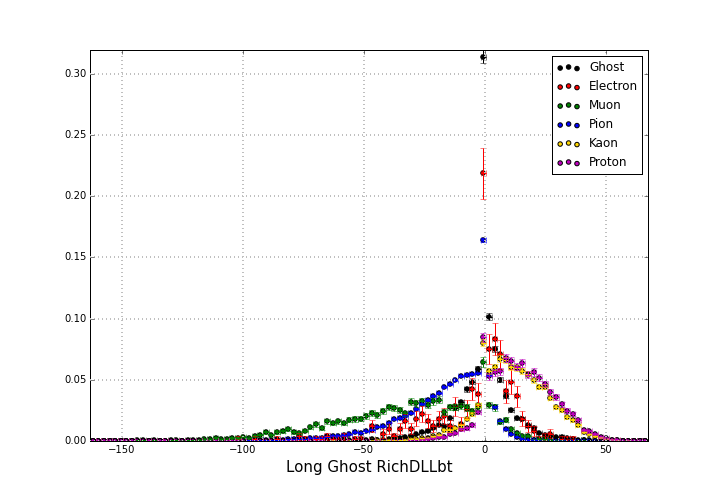 0.30
0.25
0.20
0.15
0.10
0.05
0.00
−150
−100
−50
0
50
Long Ghost RichDLLbt
Ghost
Electron
Muon
Pion
Kaon
Proton